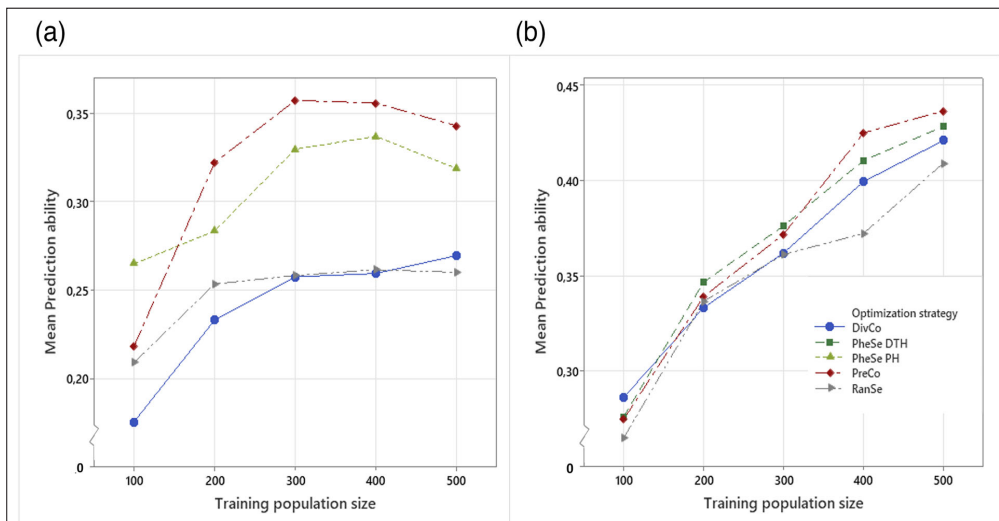 (a)
(b)
Mean Prediction ability
0,35
0,30
0,25
0,20
,0
100 200 300 400 500
Training population size
Mean Prediction ability
0,45
0,40
0,35
0,30
,0
100 200 300 400 500
Training population size
Optimization strategy
DivCo
PheSe DTH
PheSe PH
PreCo
RanSe